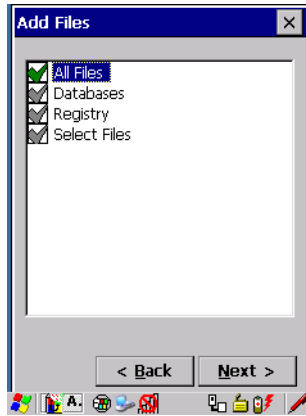 Add Files
All Files
Databases
Registry
Select Files
< Back
Next >
A.